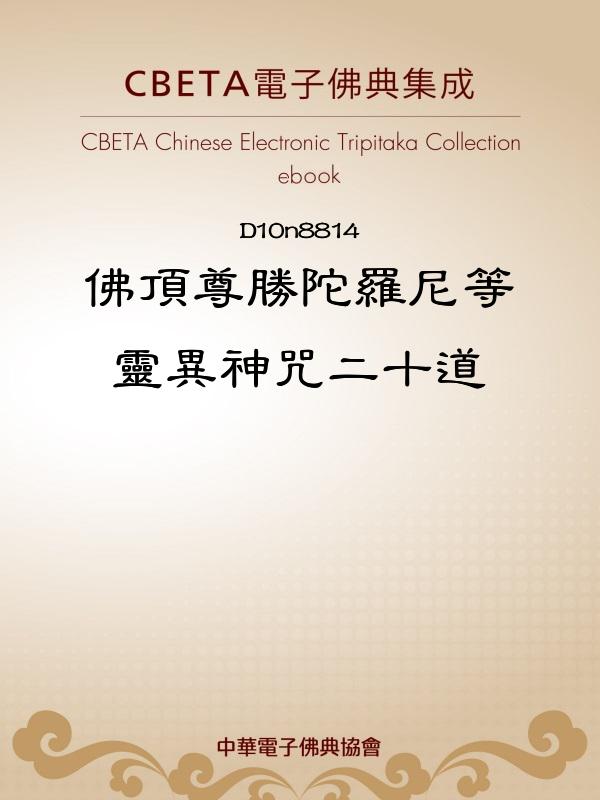 CBETA電子佛典集成
CBETA Chinese Electronic Tripitaka Collection
ebook
D10n8814
佛頂尊勝陀羅尼等
靈異神咒二十道
中華電子佛典協會